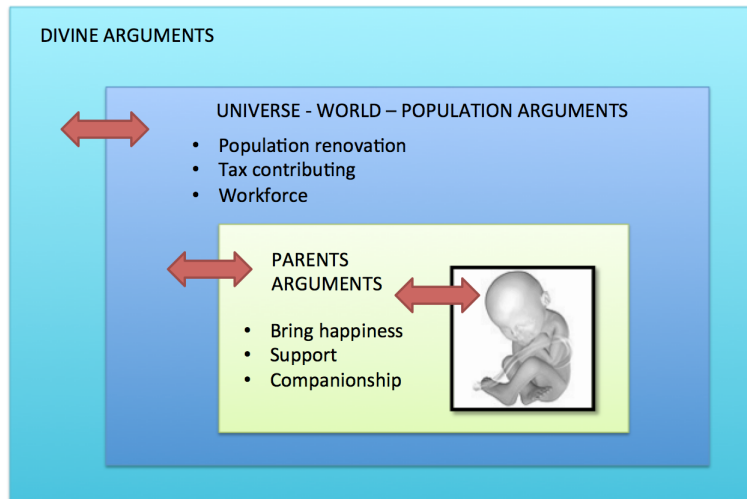 DIVINE ARGUMENTS
UNIVERSE - WORLD – POPULATION ARGUMENTS
• Population renovation
• Tax contributing
• Workforce
PARENTS
ARGUMENTS
• Bring happiness
• Support
• Companionship